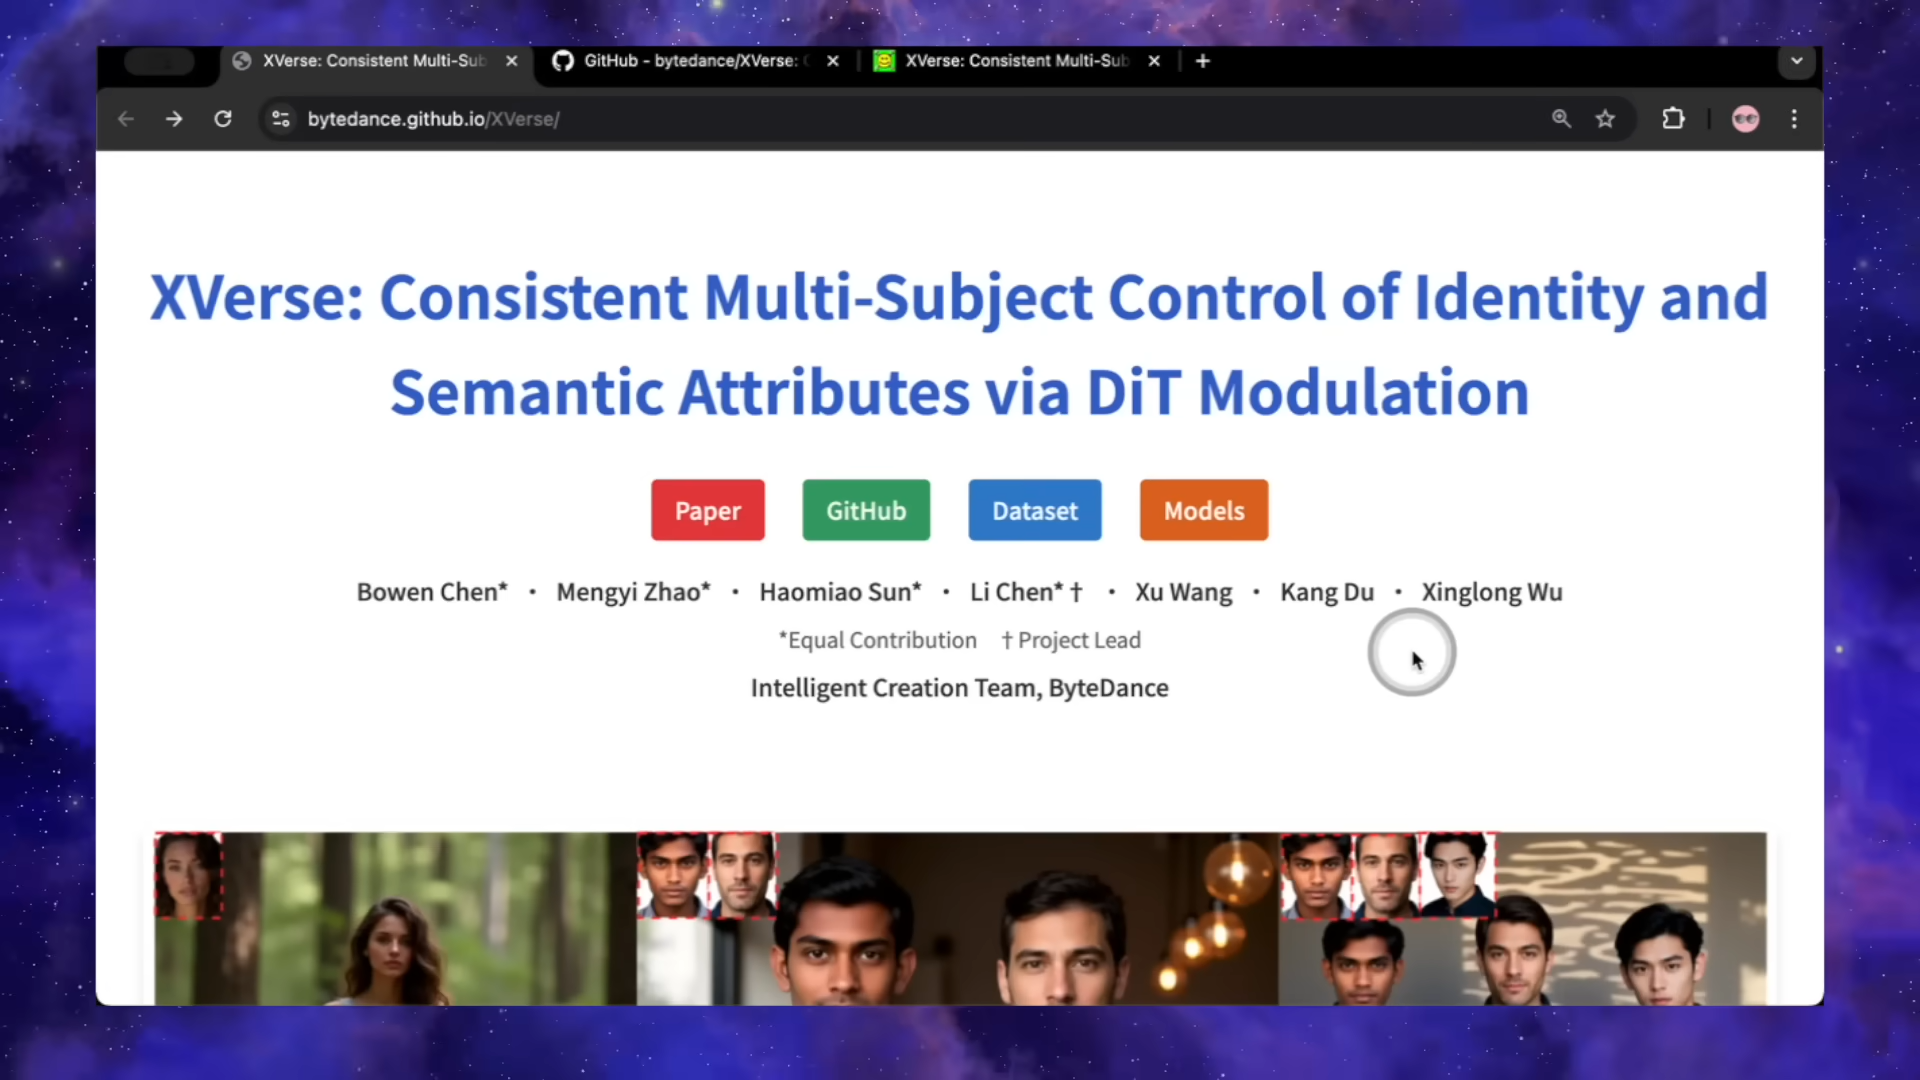 XVerse: Consistent Multi-Sub
GitHub - bytedance/XVerse:
XVerse: Consistent Multi-Sub
bytedance.github.io/XVerse/
XVerse: Consistent Multi-Subject Control of Identity and
Semantic Attributes via DiT Modulation
Paper GitHub Dataset Models
Bowen Chen* · Mengyi Zhao* · Haomiao Sun* · Li Chen* † · Xu Wang · Kang Du · Xinglong Wu
*Equal Contribution † Project Lead
Intelligent Creation Team, ByteDance